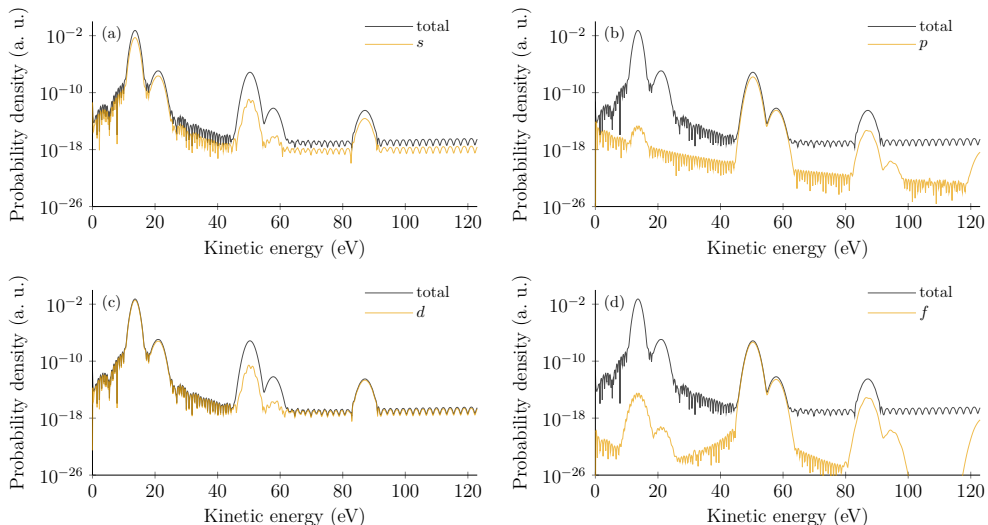 (a)
total
s
Probability density (a. u.)
10^-2
10^-10
10^-18
10^-26
0 20 40 60 80 100 120
Kinetic energy (eV)
(b)
total
p
Probability density (a. u.)
10^-2
10^-10
10^-18
10^-26
0 20 40 60 80 100 120
Kinetic energy (eV)
(c)
total
d
Probability density (a. u.)
10^-2
10^-10
10^-18
10^-26
0 20 40 60 80 100 120
Kinetic energy (eV)
(d)
total
f
Probability density (a. u.)
10^-2
10^-10
10^-18
10^-26
0 20 40 60 80 100 120
Kinetic energy (eV)